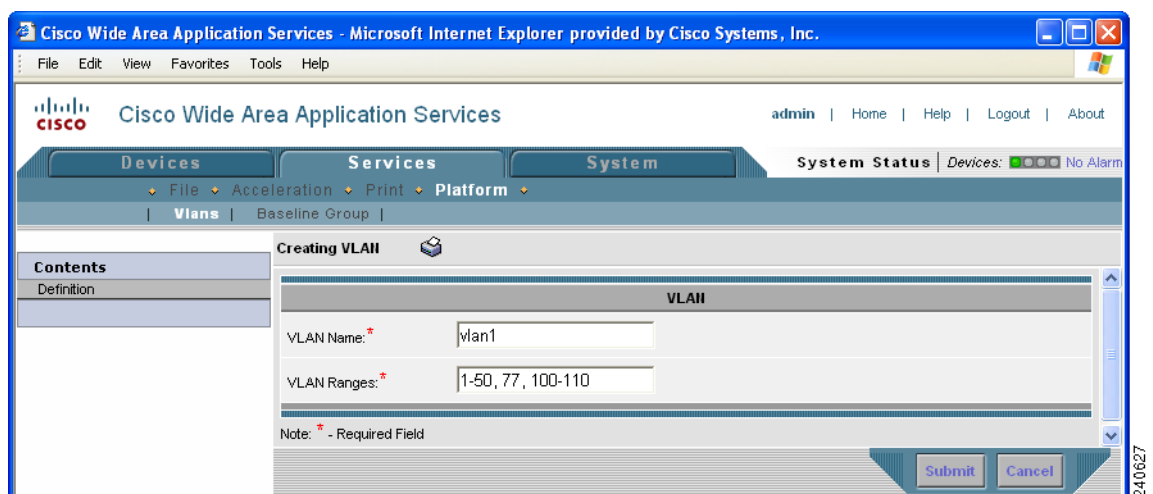 Cisco Wide Area Application Services - Microsoft Internet Explorer provided by Cisco Systems, Inc.
File Edit View Favorites Tools Help
CISCO Cisco Wide Area Application Services admin | Home | Help | Logout | About
Devices Services System System Status | Devices: No Alarm
File Acceleration Print Platform
| Vlans | Baseline Group |
Creating VLAN
Contents
Definition
VLAN
VLAN Name:* vlan1
VLAN Ranges:* 1-50, 77, 100-110
Note: * - Required Field
Submit Cancel
240627